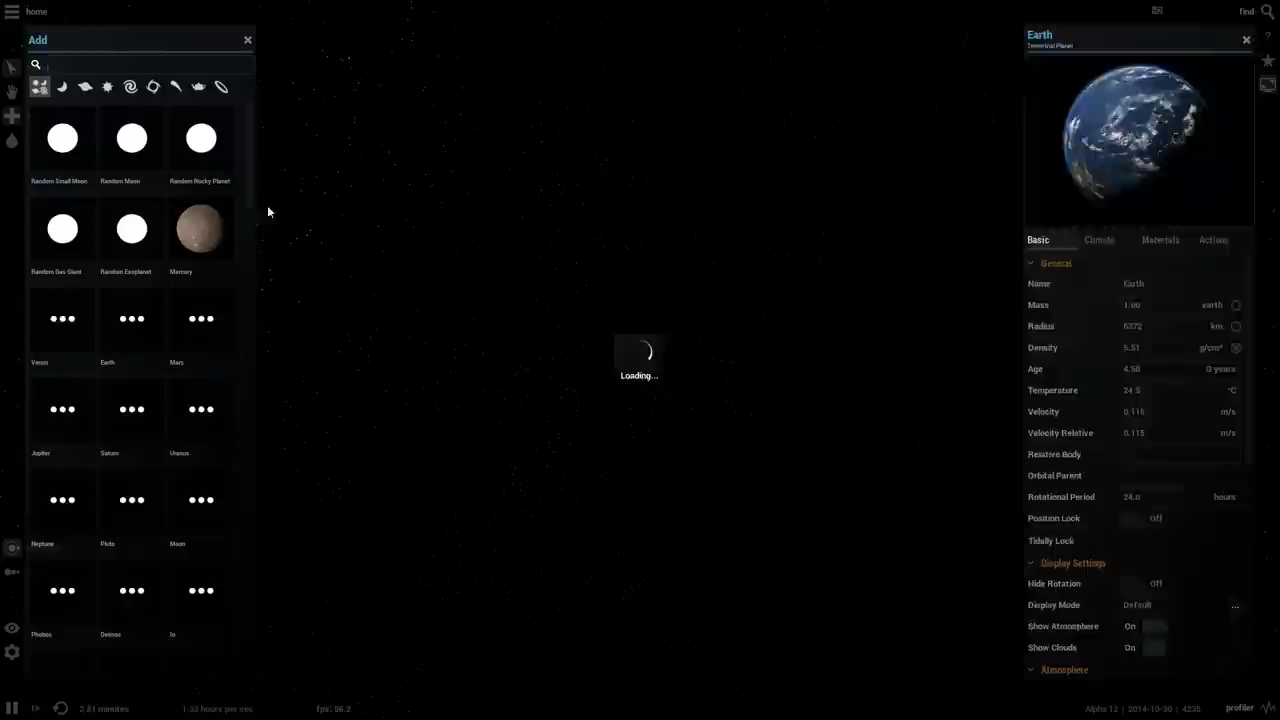 home
find
Add
Random Small Moon
Random Moon
Random Rocky Planet
Random Gas Giant
Random Exoplanet
Mercury
Venus
Earth
Mars
Jupiter
Saturn
Uranus
Neptune
Pluto
Moon
Phobos
Deimos
Io
Loading...
Earth
Terrestrial Planet
Basic Climate Materials Actions
General
Name Earth
Mass 1.00 earth
Radius 6372 km
Density 5.51 g/cm³
Age 4.50 G years
Temperature 24.5 °C
Velocity 0.115 m/s
Velocity Relative 0.115 m/s
Relative Body
Orbital Parent
Rotational Period 24.0 hours
Position Lock Off
Tidally Lock
Display Settings
Hide Rotation Off
Display Mode Default ...
Show Atmosphere On
Show Clouds On
Atmosphere
minutes
1.33 hours per sec
fps: 56.2
Alpha 12 | 2014-10-30 | 4235
profiler